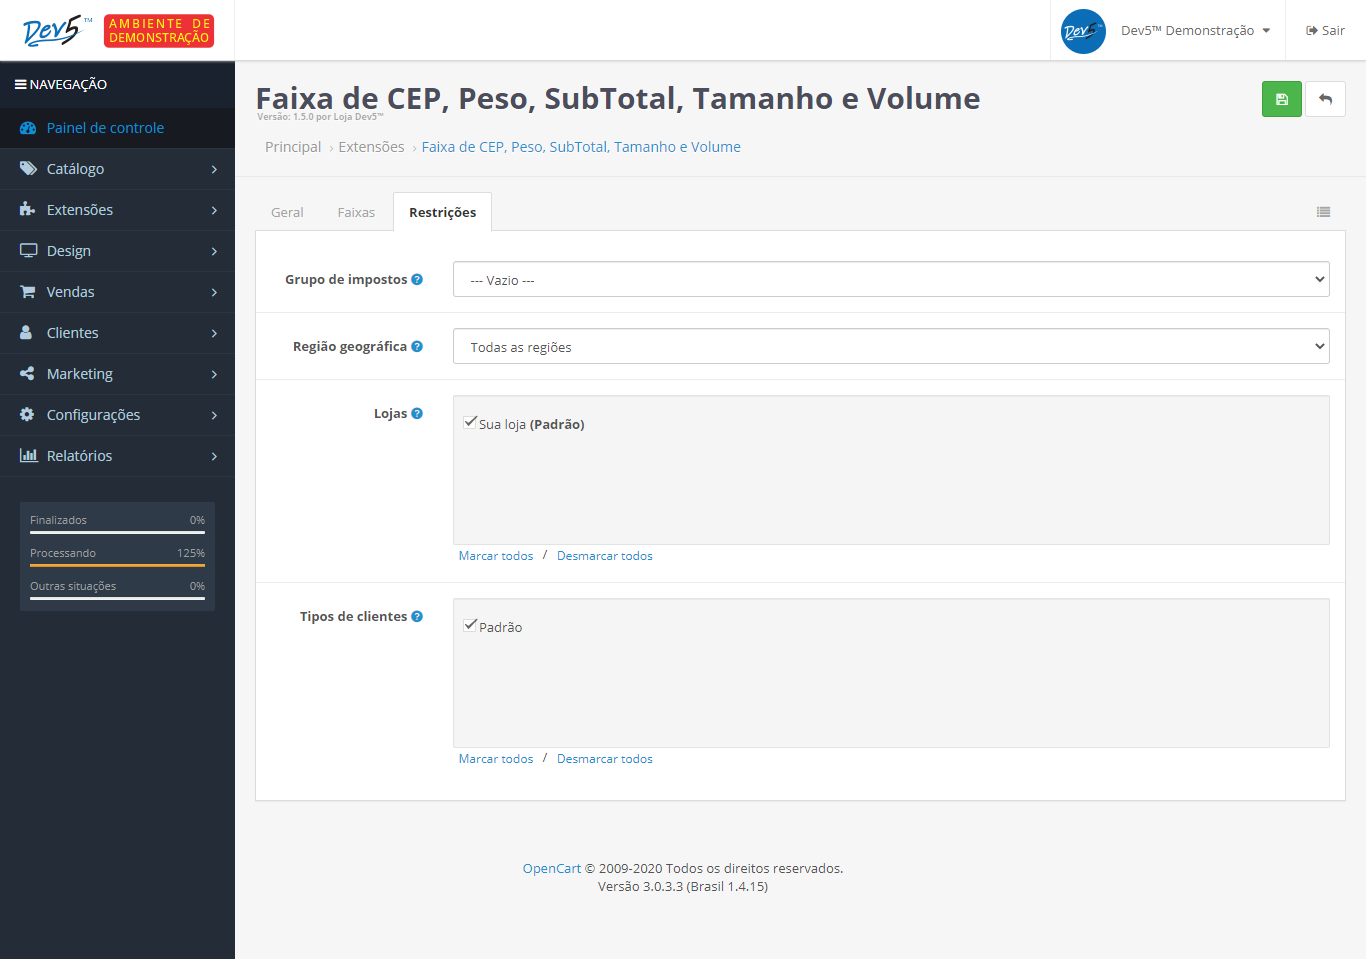 Dev5™
AMBIENTE DE
DEMONSTRAÇÃO
Dev5™
Dev5™ Demonstração
Sair
NAVEGAÇÃO
Painel de controle
Catálogo
Extensões
Design
Vendas
Clientes
Marketing
Configurações
Relatórios
Finalizados 0%
Processando 125%
Outras situações 0%
Faixa de CEP, Peso, SubTotal, Tamanho e Volume
Versão: 1.5.0 por Loja Dev5™
Principal › Extensões › Faixa de CEP, Peso, SubTotal, Tamanho e Volume
Geral Faixas Restrições
Grupo de impostos ? --- Vazio ---
Região geográfica ? Todas as regiões
Lojas ?
Sua loja (Padrão)
Marcar todos / Desmarcar todos
Tipos de clientes ?
Padrão
Marcar todos / Desmarcar todos
OpenCart © 2009-2020 Todos os direitos reservados.
Versão 3.0.3.3 (Brasil 1.4.15)